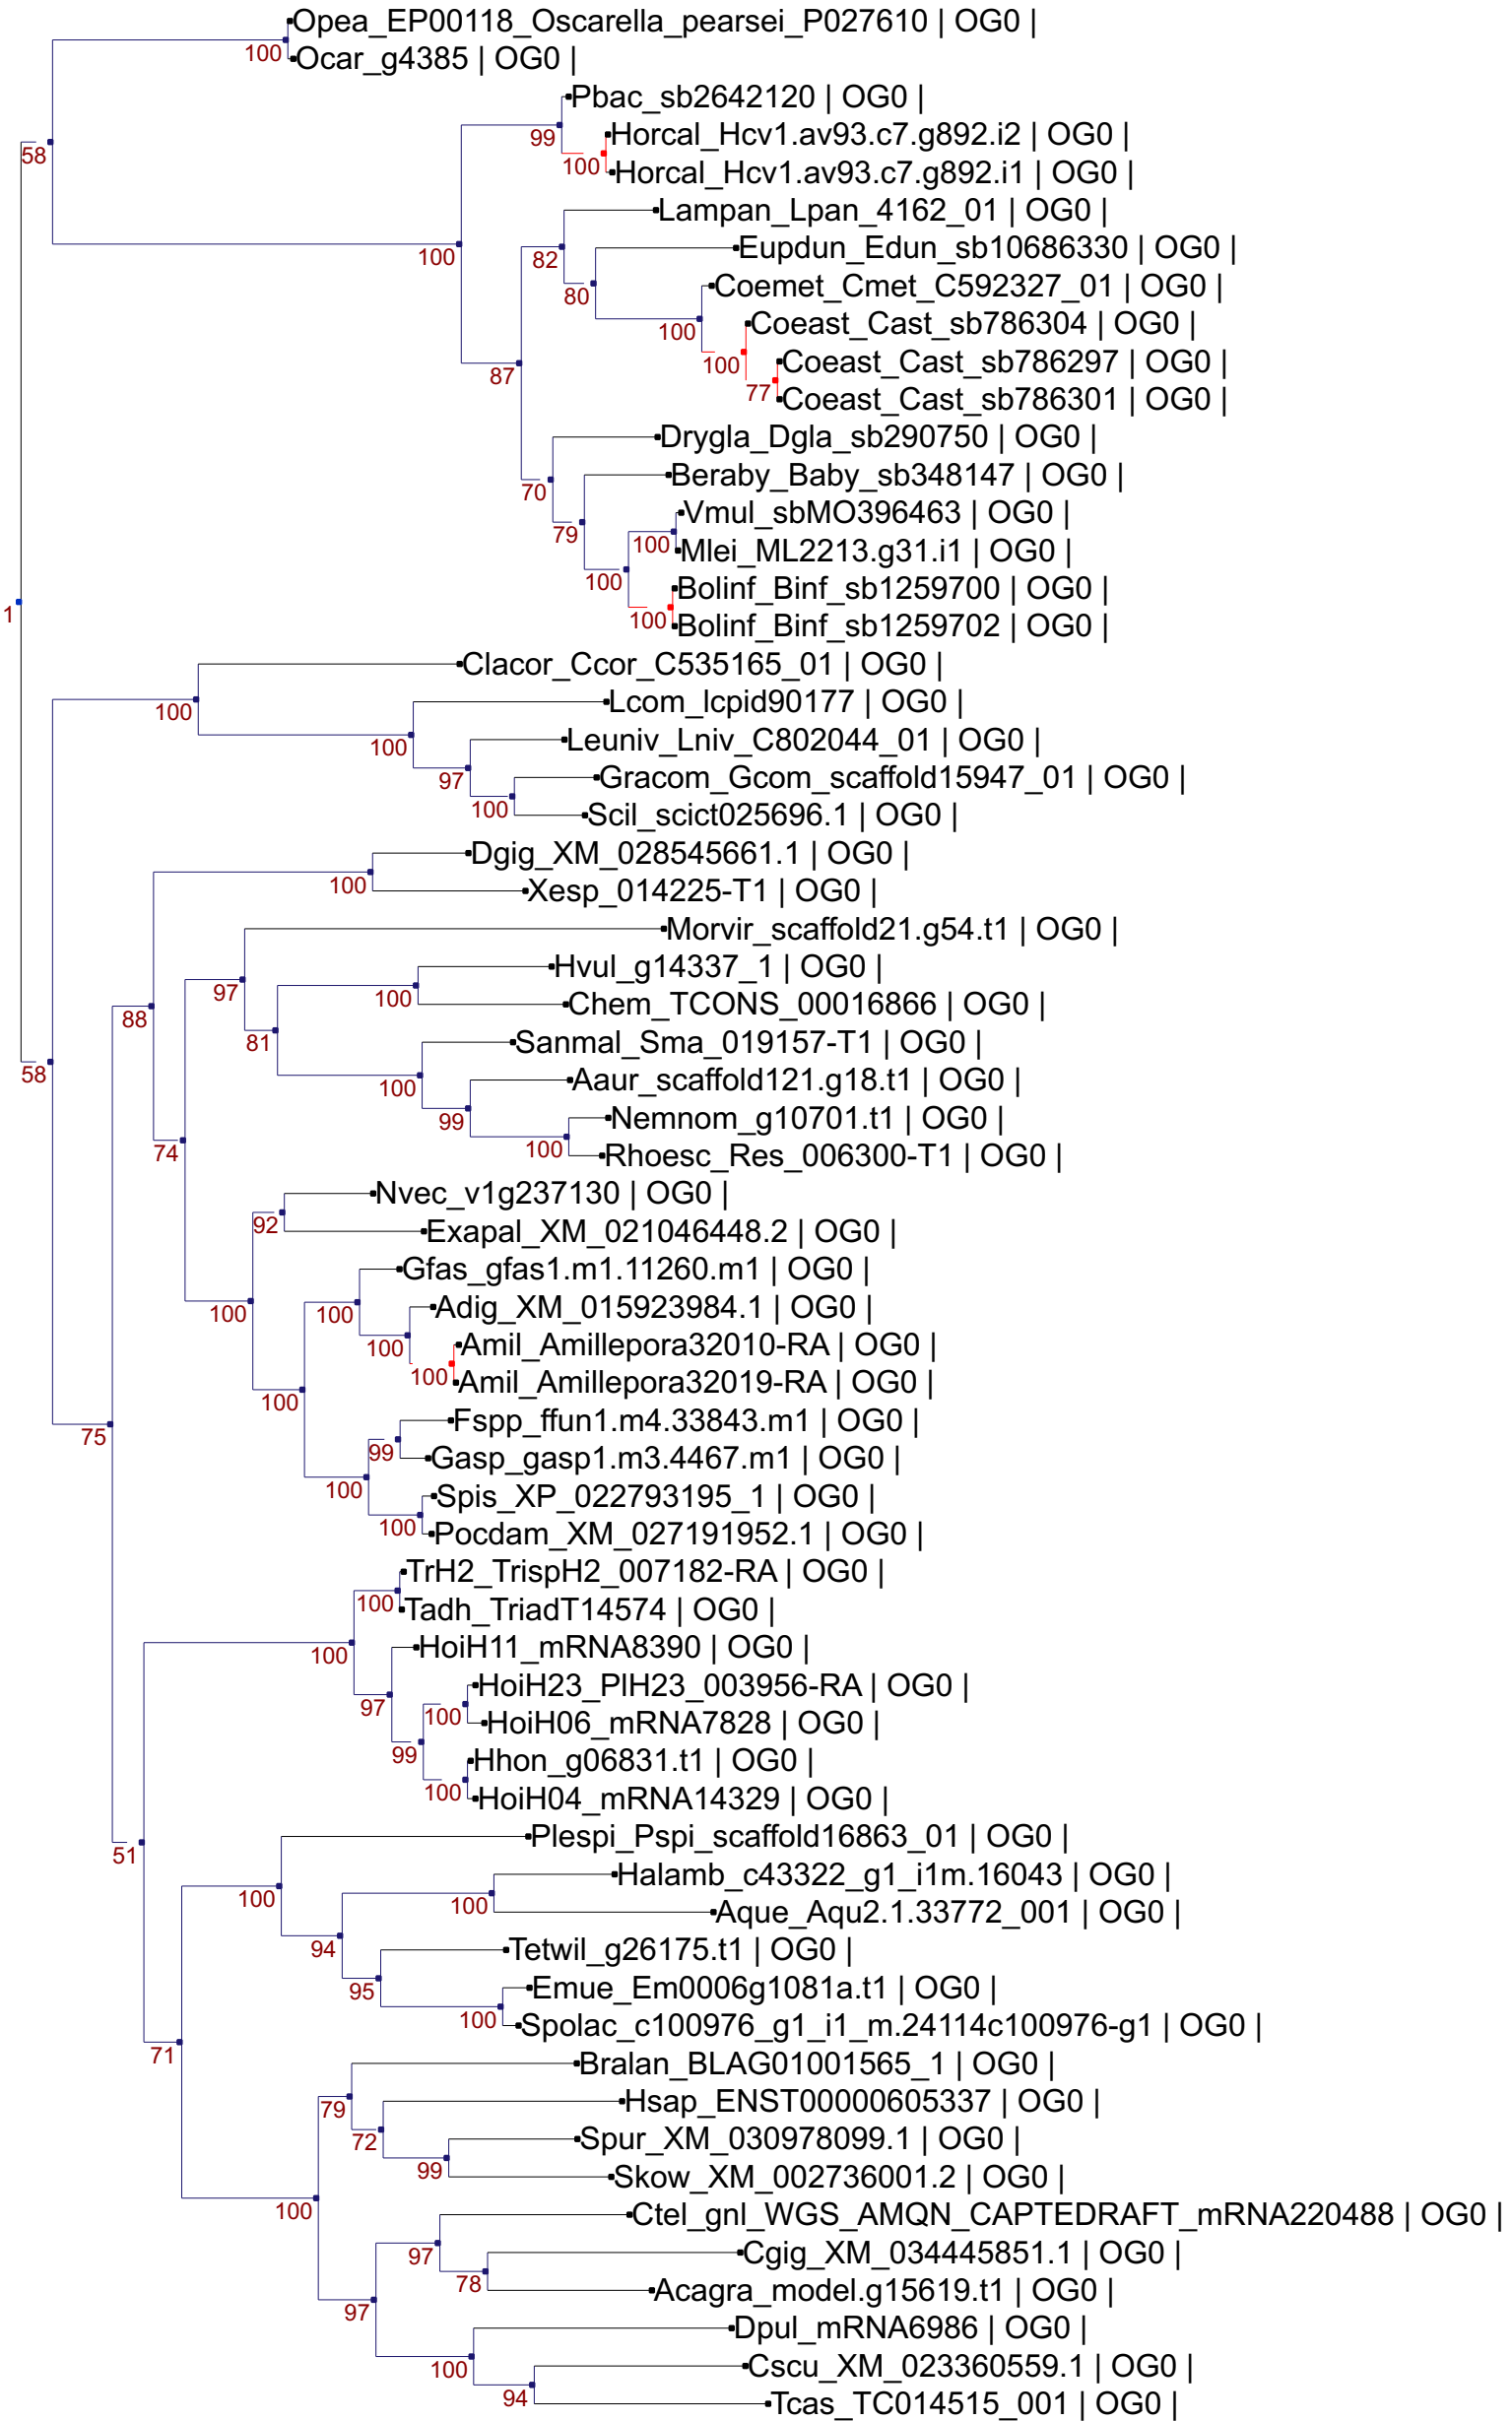 Opea_EP00118_Oscarella_pearsei_P027610 | OG0 |
100
Ocar_g4385 | OG0 |
Pbac_sb2642120 | OG0 |
99
Horcal_Hcv1.av93.c7.g892.i2 | OG0 |
58
100
Horcal_Hcv1.av93.c7.g892.i1 | OG0 |
Lampan_Lpan_4162_01 | OG0 |
100
82
Eupdun_Edun_sb10686330 | OG0 |
80
Coemet_Cmet_C592327_01 | OG0 |
100
Coeast_Cast_sb786304 | OG0 |
87
100
Coeast_Cast_sb786297 | OG0 |
77
Coeast_Cast_sb786301 | OG0 |
Drygla_Dgla_sb290750 | OG0 |
70
Beraby_Baby_sb348147 | OG0 |
79
Vmul_sbMO396463 | OG0 |
100
Mlei_ML2213.g31.i1 | OG0 |
100
Bolinf_Binf_sb1259700 | OG0 |
1
100
Bolinf_Binf_sb1259702 | OG0 |
Clacor_Ccor_C535165_01 | OG0 |
100
Lcom_lcpid90177 | OG0 |
100
Leuniv_Lniv_C802044_01 | OG0 |
97
Gracom_Gcom_scaffold15947_01 | OG0 |
100
Scil_scict025696.1 | OG0 |
Dgig_XM_028545661.1 | OG0 |
100
Xesp_014225-T1 | OG0 |
Morvir_scaffold21.g54.t1 | OG0 |
97
Hvul_g14337_1 | OG0 |
100
Chem_TCONS_00016866 | OG0 |
88
81
Sanmal_Sma_019157-T1 | OG0 |
58
100
Aaur_scaffold121.g18.t1 | OG0 |
99
Nemnom_g10701.t1 | OG0 |
74
100
Rhoesc_Res_006300-T1 | OG0 |
Nvec_v1g237130 | OG0 |
92
Exapal_XM_021046448.2 | OG0 |
Gfas_gfas1.m1.11260.m1 | OG0 |
100
100
Adig_XM_015923984.1 | OG0 |
100
Amil_Amillepora32010-RA | OG0 |
100
Amil_Amillepora32019-RA | OG0 |
100
Fspp_ffun1.m4.33843.m1 | OG0 |
75
99
Gasp_gasp1.m3.4467.m1 | OG0 |
100
Spis_XP_022793195_1 | OG0 |
100
Pocdam_XM_027191952.1 | OG0 |
TrH2_TrispH2_007182-RA | OG0 |
100
Tadh_TriadT14574 | OG0 |
100
HoiH11_mRNA8390 | OG0 |
97
HoiH23_PlH23_003956-RA | OG0 |
100
HoiH06_mRNA7828 | OG0 |
99
Hhon_g06831.t1 | OG0 |
100
HoiH04_mRNA14329 | OG0 |
51
Plespi_Pspi_scaffold16863_01 | OG0 |
100
Halamb_c43322_g1_i1m.16043 | OG0 |
100
Aque_Aqu2.1.33772_001 | OG0 |
94
Tetwil_g26175.t1 | OG0 |
95
Emue_Em0006g1081a.t1 | OG0 |
100
Spolac_c100976_g1_i1_m.24114c100976-g1 | OG0 |
71
Bralan_BLAG01001565_1 | OG0 |
79
Hsap_ENST00000605337 | OG0 |
72
Spur_XM_030978099.1 | OG0 |
99
Skow_XM_002736001.2 | OG0 |
100
Ctel_gnl_WGS_AMQN_CAPTEDRAFT_mRNA220488 | OG0 |
97
Cgig_XM_034445851.1 | OG0 |
78
Acagra_model.g15619.t1 | OG0 |
97
Dpul_mRNA6986 | OG0 |
100
Cscu_XM_023360559.1 | OG0 |
94
Tcas_TC014515_001 | OG0 |